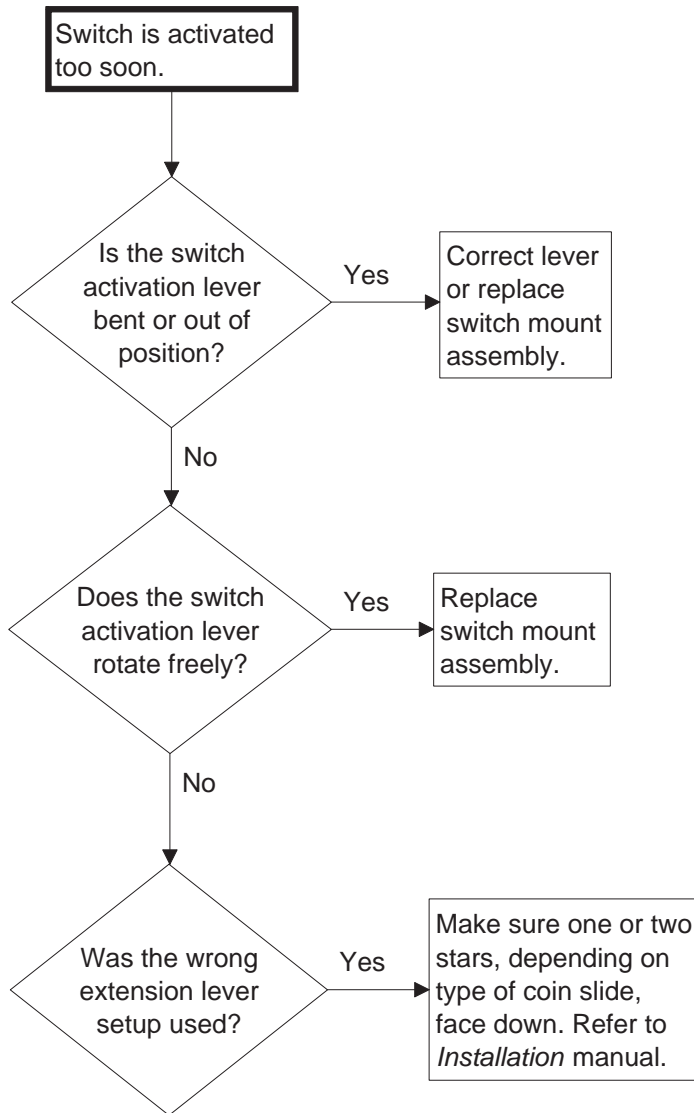 Switch is activated
too soon.
Is the switch
activation lever
bent or out of
position?
Yes
Correct lever
or replace
switch mount
assembly.
No
Does the switch
activation lever
rotate freely?
Yes
Replace
switch mount
assembly.
No
Was the wrong
extension lever
setup used?
Yes
Make sure one or two
stars, depending on
type of coin slide,
face down. Refer to
Installation manual.